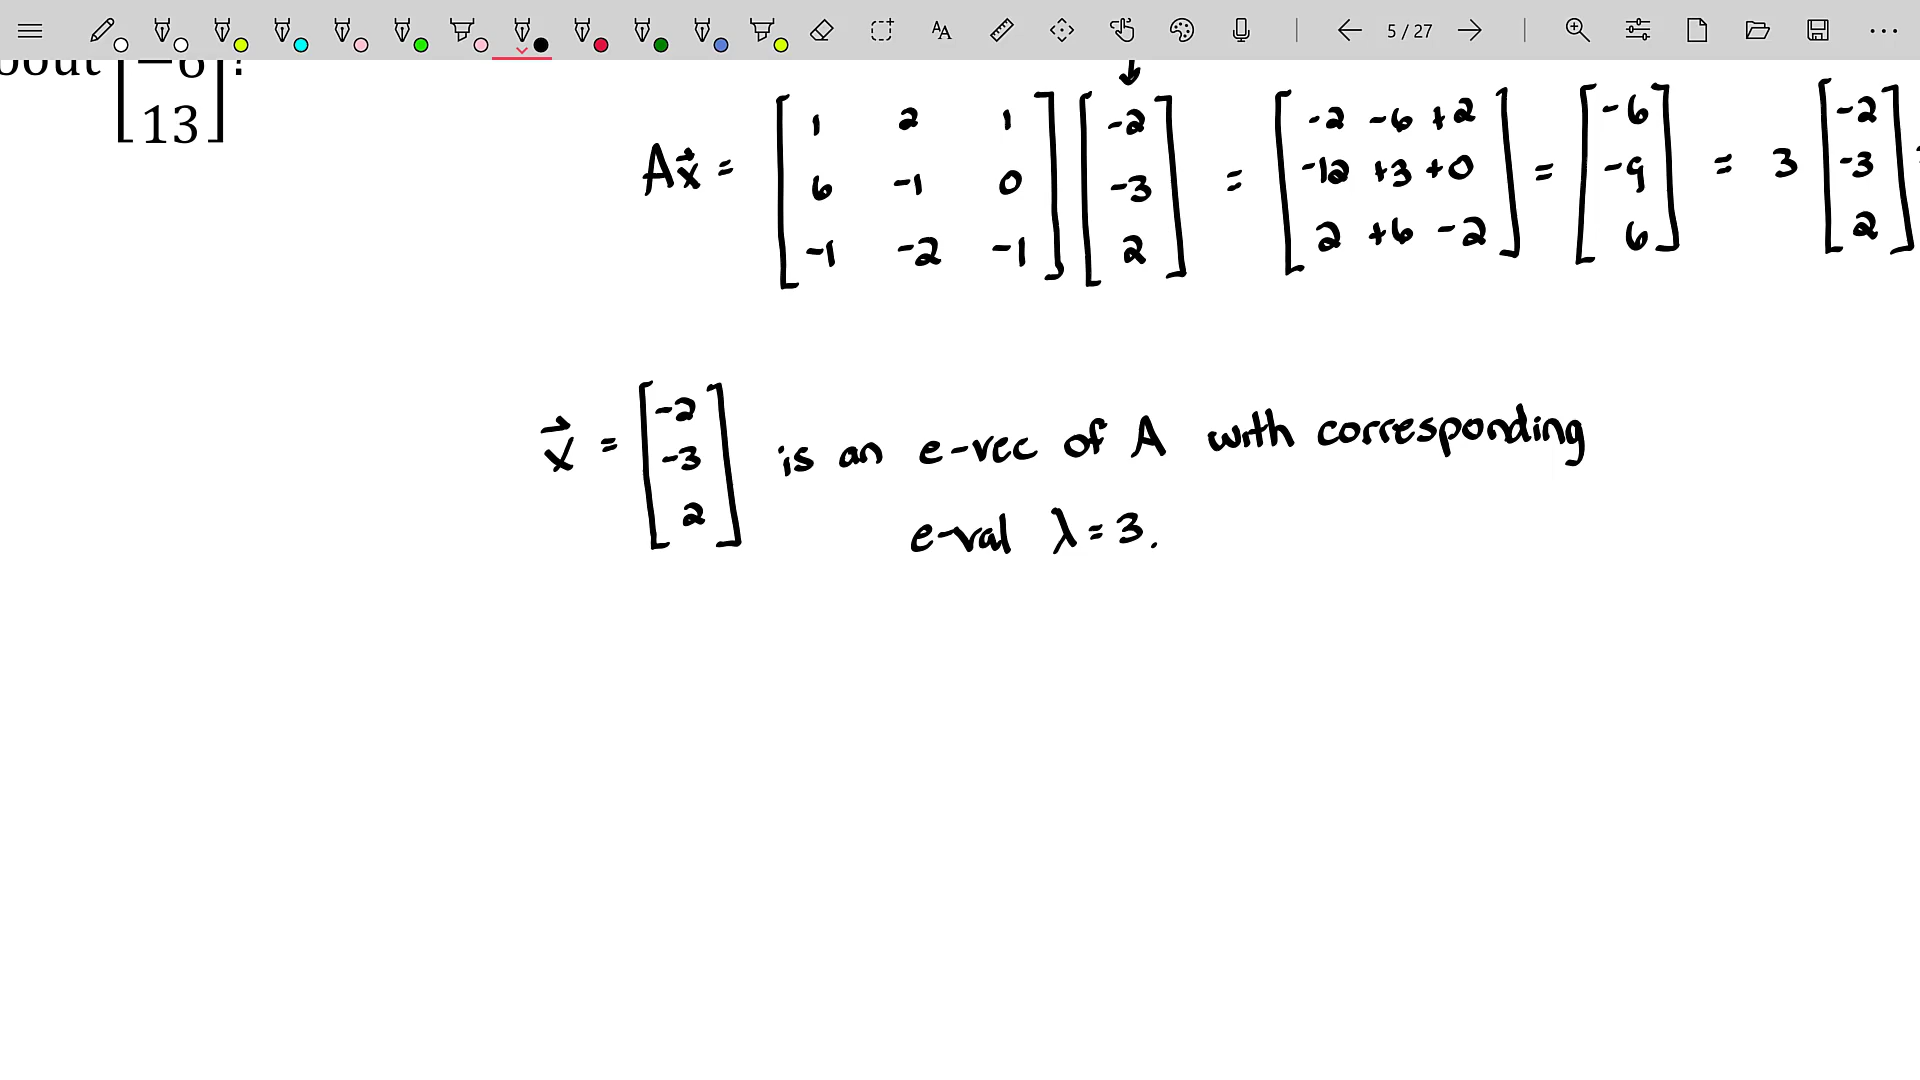 5 / 27
13
?
Ax⃗ = [1 2 1; 6 -1 0; -1 -2 -1] [-2; -3; 2] = [-2 -6 +2; -12 +3 +0; 2 +6 -2] = [-6; -9; 6] = 3 [-2; -3; 2]
x⃗ = [-2; -3; 2] is an e-vec of A with corresponding
e-val λ = 3.